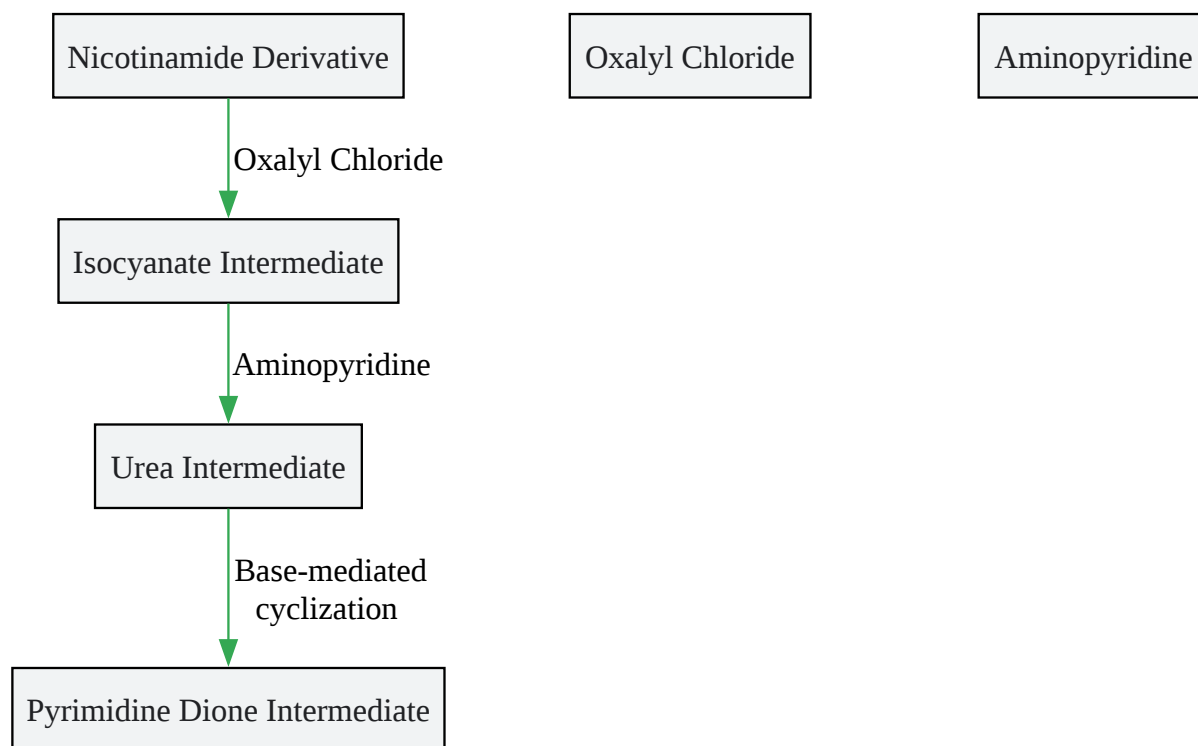 Nicotinamide Derivative
Oxalyl Chloride
Aminopyridine
Oxalyl Chloride
Isocyanate Intermediate
Aminopyridine
Urea Intermediate
Base-mediated
cyclization
Pyrimidine Dione Intermediate